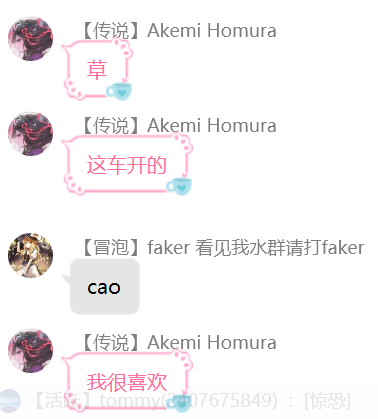 【传说】Akemi Homura
草
【传说】Akemi Homura
这车开的
【冒泡】faker 看见我水群请打faker
cao
【传说】Akemi Homura
我很喜欢
【活跃】tommy(2407675849) : [惊恐]